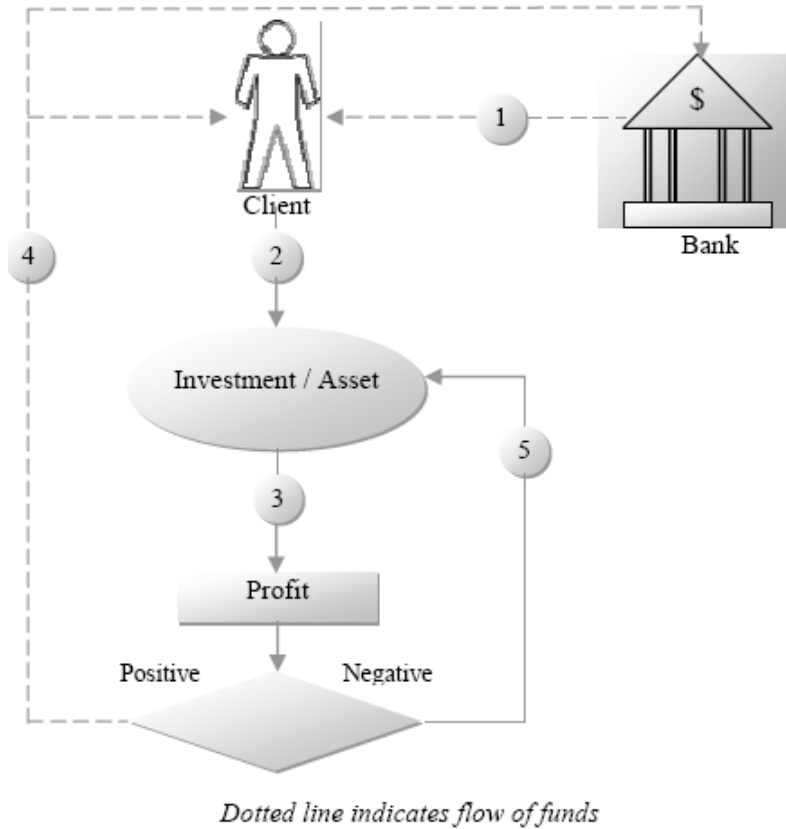 $
1
Client
Bank
4
2
Investment / Asset
5
3
Profit
Positive
Negative
Dotted line indicates flow of funds